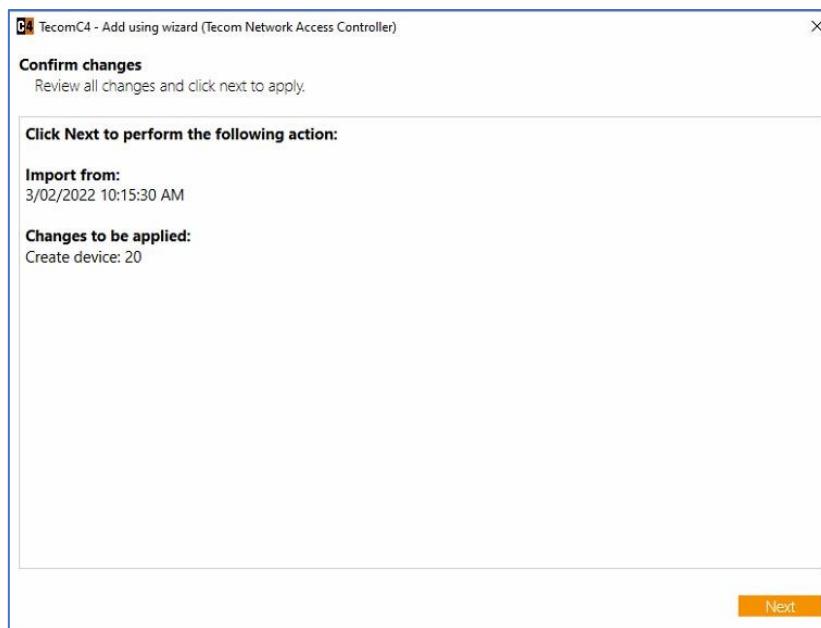 C4 TecomC4 - Add using wizard (Tecom Network Access Controller)
Confirm changes
Review all changes and click next to apply.
Click Next to perform the following action:
Import from:
3/02/2022 10:15:30 AM
Changes to be applied:
Create device: 20
Next